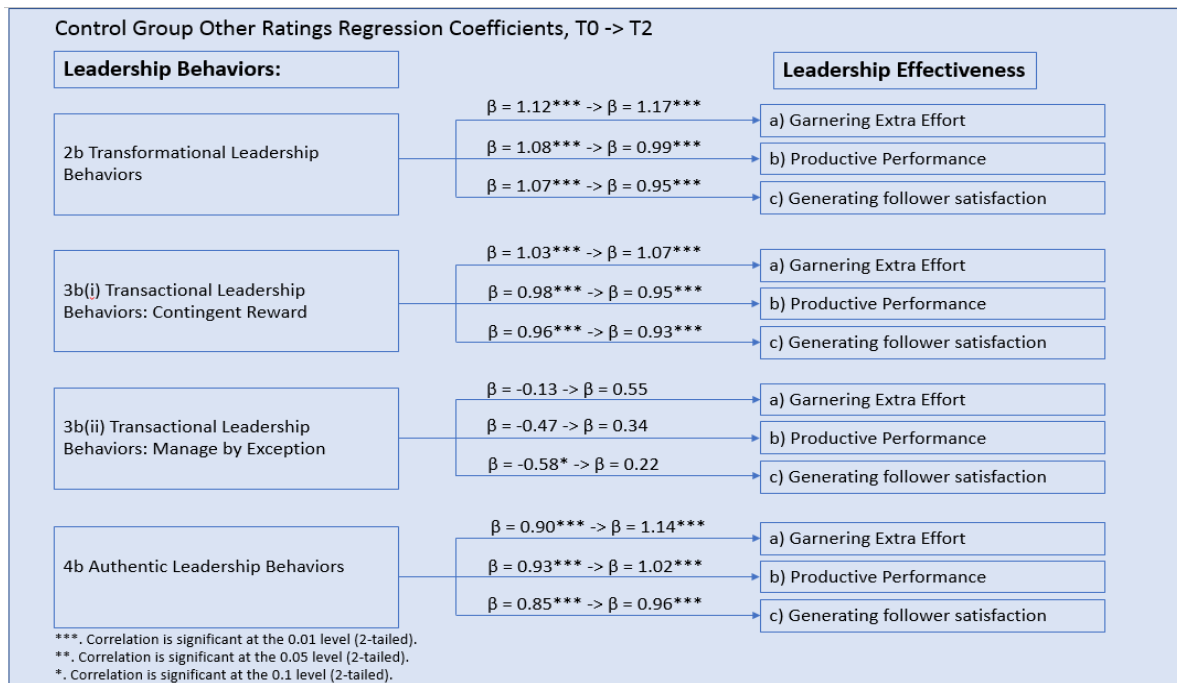 Control Group Other Ratings Regression Coefficients, T0 -> T2
Leadership Behaviors:
Leadership Effectiveness
2b Transformational Leadership
Behaviors
β = 1.12*** -> β = 1.17***
a) Garnering Extra Effort
β = 1.08*** -> β = 0.99***
b) Productive Performance
β = 1.07*** -> β = 0.95***
c) Generating follower satisfaction
3b(i) Transactional Leadership
Behaviors: Contingent Reward
β = 1.03*** -> β = 1.07***
a) Garnering Extra Effort
β = 0.98*** -> β = 0.95***
b) Productive Performance
β = 0.96*** -> β = 0.93***
c) Generating follower satisfaction
3b(ii) Transactional Leadership
Behaviors: Manage by Exception
β = -0.13 -> β = 0.55
a) Garnering Extra Effort
β = -0.47 -> β = 0.34
b) Productive Performance
β = -0.58* -> β = 0.22
c) Generating follower satisfaction
4b Authentic Leadership Behaviors
β = 0.90*** -> β = 1.14***
a) Garnering Extra Effort
β = 0.93*** -> β = 1.02***
b) Productive Performance
β = 0.85*** -> β = 0.96***
c) Generating follower satisfaction
***. Correlation is significant at the 0.01 level (2-tailed).
**. Correlation is significant at the 0.05 level (2-tailed).
*. Correlation is significant at the 0.1 level (2-tailed).